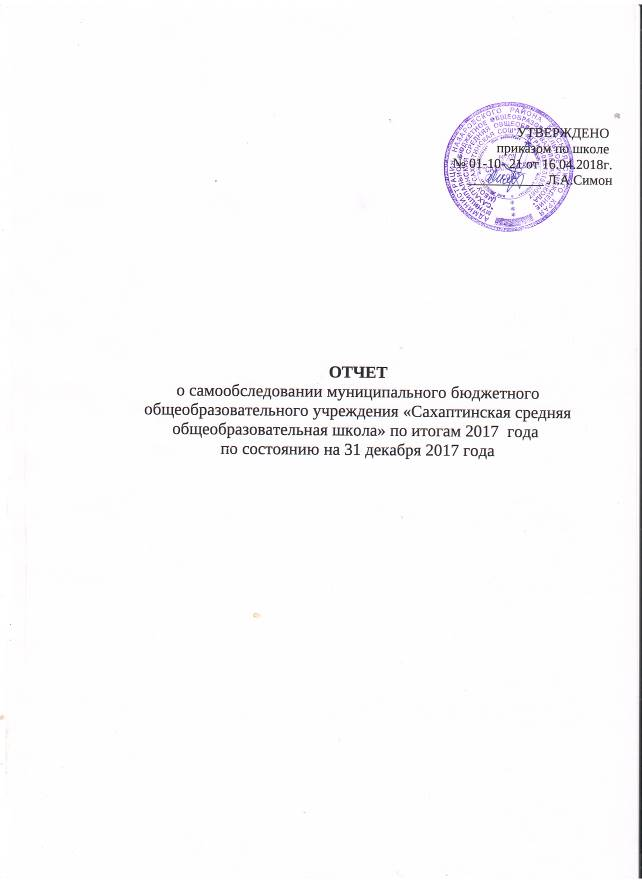 УТВЕРЖДЕНО
приказом по школе
№ 01-10- 21 от 16.04.2018г.
Л.А.Симон
ОТЧЕТ
о самообследовании муниципального бюджетного
общеобразовательного учреждения «Сахаптинская средняя
общеобразовательная школа» по итогам 2017 года
по состоянию на 31 декабря 2017 года